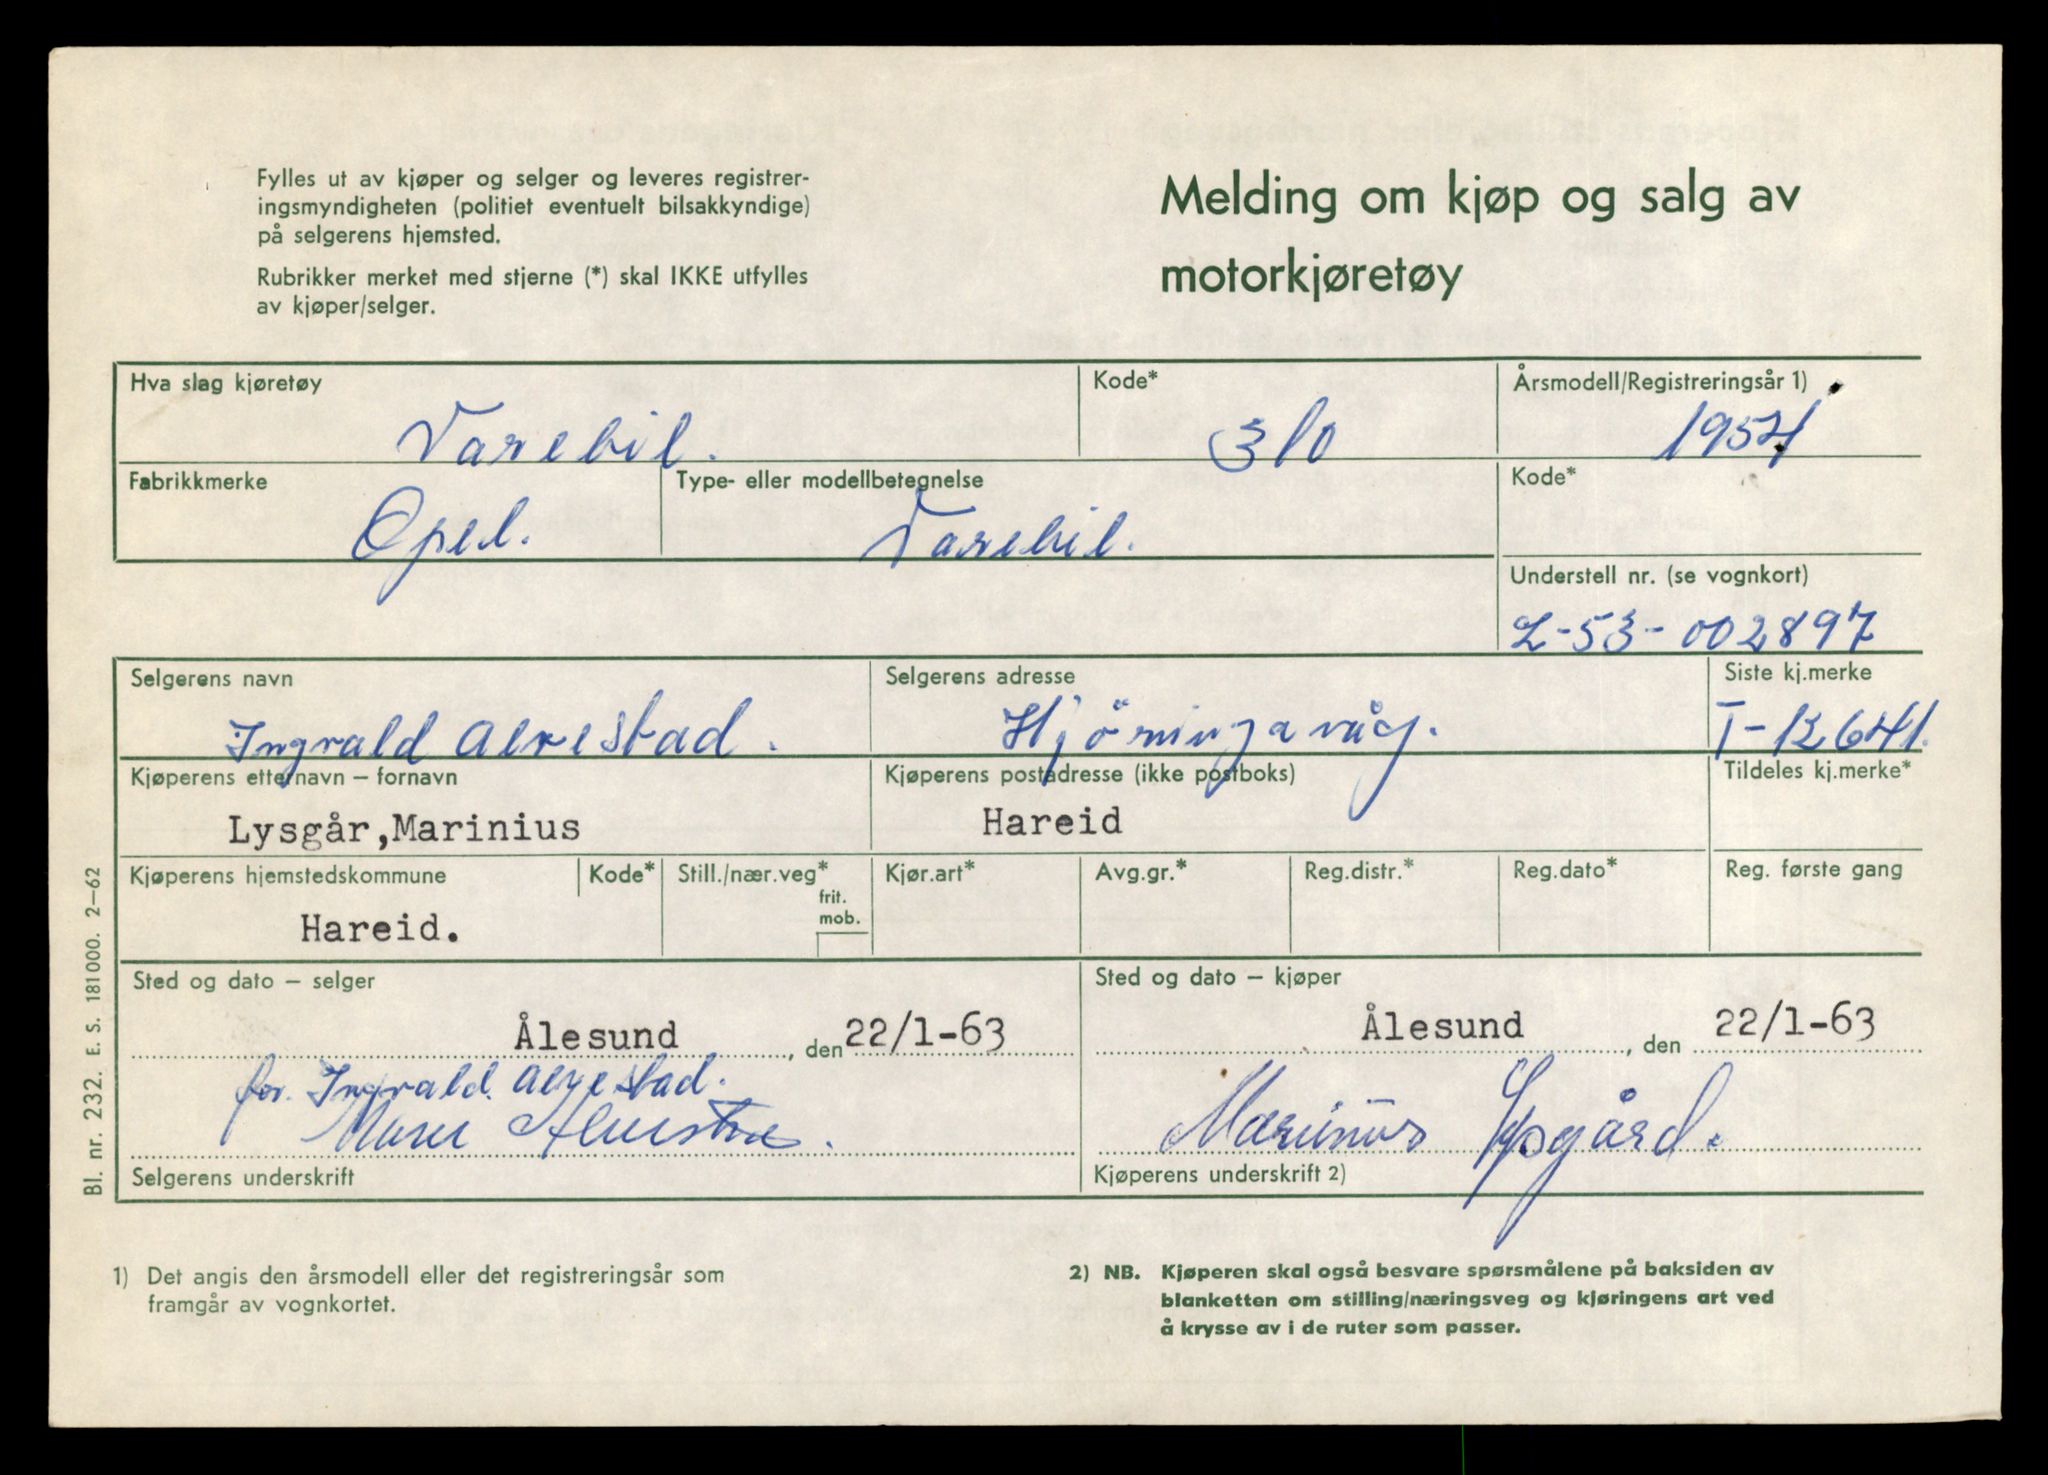 Fylles ut av kjøper og selger og leveres registrer-
ingsmyndigheten (politiet eventuelt bilsakkyndige)
på selgerens hjemsted.
Rubrikker merket med stjerne (*) skal IKKE utfylles
av kjøper/selger.
Melding om kjøp og salg av
motorkjøretøy
Hva slag kjøretøy
Varebil.
Kode*
310
Årsmodell/Registreringsår 1)
1954
Fabrikkmerke
Opel.
Type- eller modellbetegnelse
Varebil.
Kode*
Understell nr. (se vognkort)
L-53-002897
Selgerens navn
Ingvald Alvestad.
Selgerens adresse
Hjöringavåg.
Siste kj.merke
T-12641.
Kjøperens etternavn – fornavn
Lysgår,Marinius
Kjøperens postadresse (ikke postboks)
Hareid
Tildeles kj.merke*
Kjøperens hjemstedskommune
Hareid.
Kode*
Still./nær.veg*
frit.
mob.
Kjør.art*
Avg.gr.*
Reg.distr.*
Reg.dato*
Reg. første gang
Sted og dato – selger
Ålesund, den 22/1-63
for. Ingvald Alvestad.
Selgerens underskrift
Sted og dato – kjøper
Ålesund, den 22/1-63
Marinius Lysgård.
Kjøperens underskrift 2)
Bl. nr. 232. E. S. 181000. 2–62
1) Det angis den årsmodell eller det registreringsår som
framgår av vognkortet.
2) NB. Kjøperen skal også besvare spørsmålene på baksiden av
blanketten om stilling/næringsveg og kjøringens art ved
å krysse av i de ruter som passer.